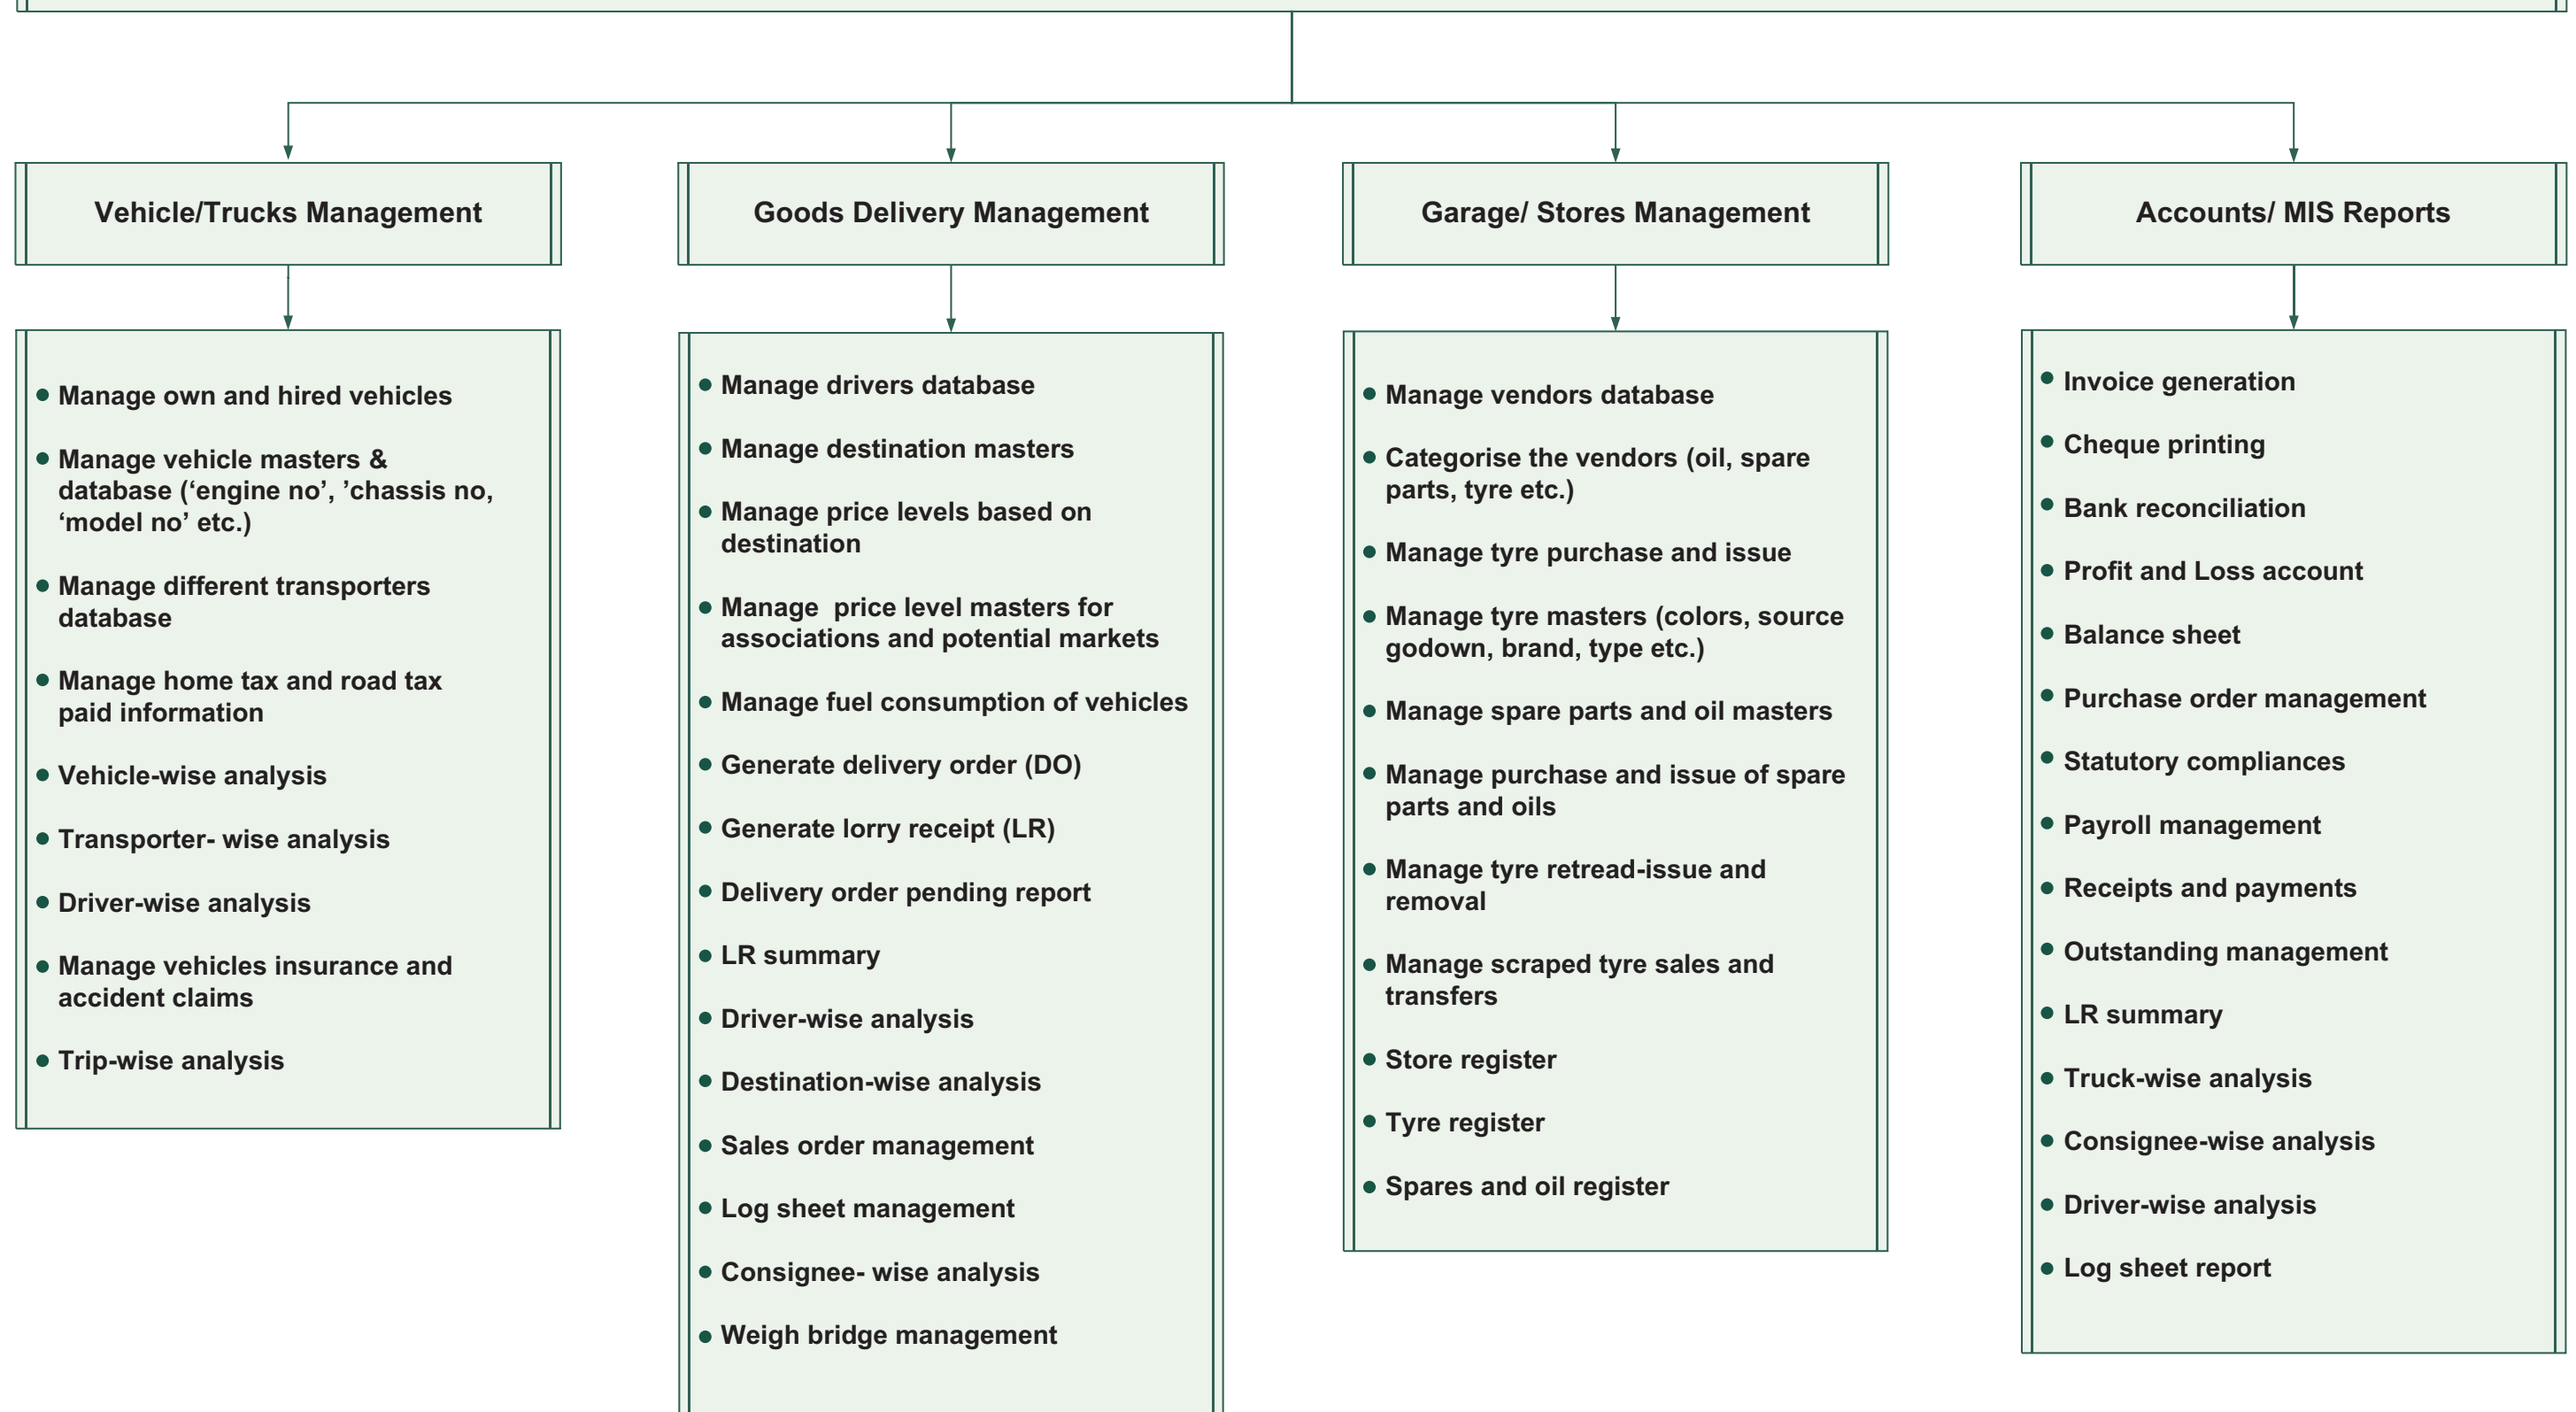 Vehicle/Trucks Management
Goods Delivery Management
Garage/ Stores Management
Accounts/ MIS Reports
Manage own and hired vehicles
Manage vehicle masters &
database (‘engine no’, ’chassis no,
‘model no’ etc.)
Manage different transporters
database
Manage home tax and road tax
paid information
Vehicle-wise analysis
Transporter- wise analysis
Driver-wise analysis
Manage vehicles insurance and
accident claims
Trip-wise analysis
Manage drivers database
Manage destination masters
Manage price levels based on
destination
Manage  price level masters for
associations and potential markets
Manage fuel consumption of vehicles
Generate delivery order (DO)
Generate lorry receipt (LR)
Delivery order pending report
LR summary
Driver-wise analysis
Destination-wise analysis
Sales order management
Log sheet management
Consignee- wise analysis
Weigh bridge management
Manage vendors database
Categorise the vendors (oil, spare
parts, tyre etc.)
Manage tyre purchase and issue
Manage tyre masters (colors, source
godown, brand, type etc.)
Manage spare parts and oil masters
Manage purchase and issue of spare
parts and oils
Manage tyre retread-issue and
removal
Manage scraped tyre sales and
transfers
Store register
Tyre register
Spares and oil register
Invoice generation
Cheque printing
Bank reconciliation
Profit and Loss account
Balance sheet
Purchase order management
Statutory compliances
Payroll management
Receipts and payments
Outstanding management
LR summary
Truck-wise analysis
Consignee-wise analysis
Driver-wise analysis
Log sheet report